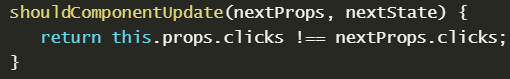 shouldComponentUpdate(nextProps, nextState) {
   return this.props.clicks !== nextProps.clicks;
}